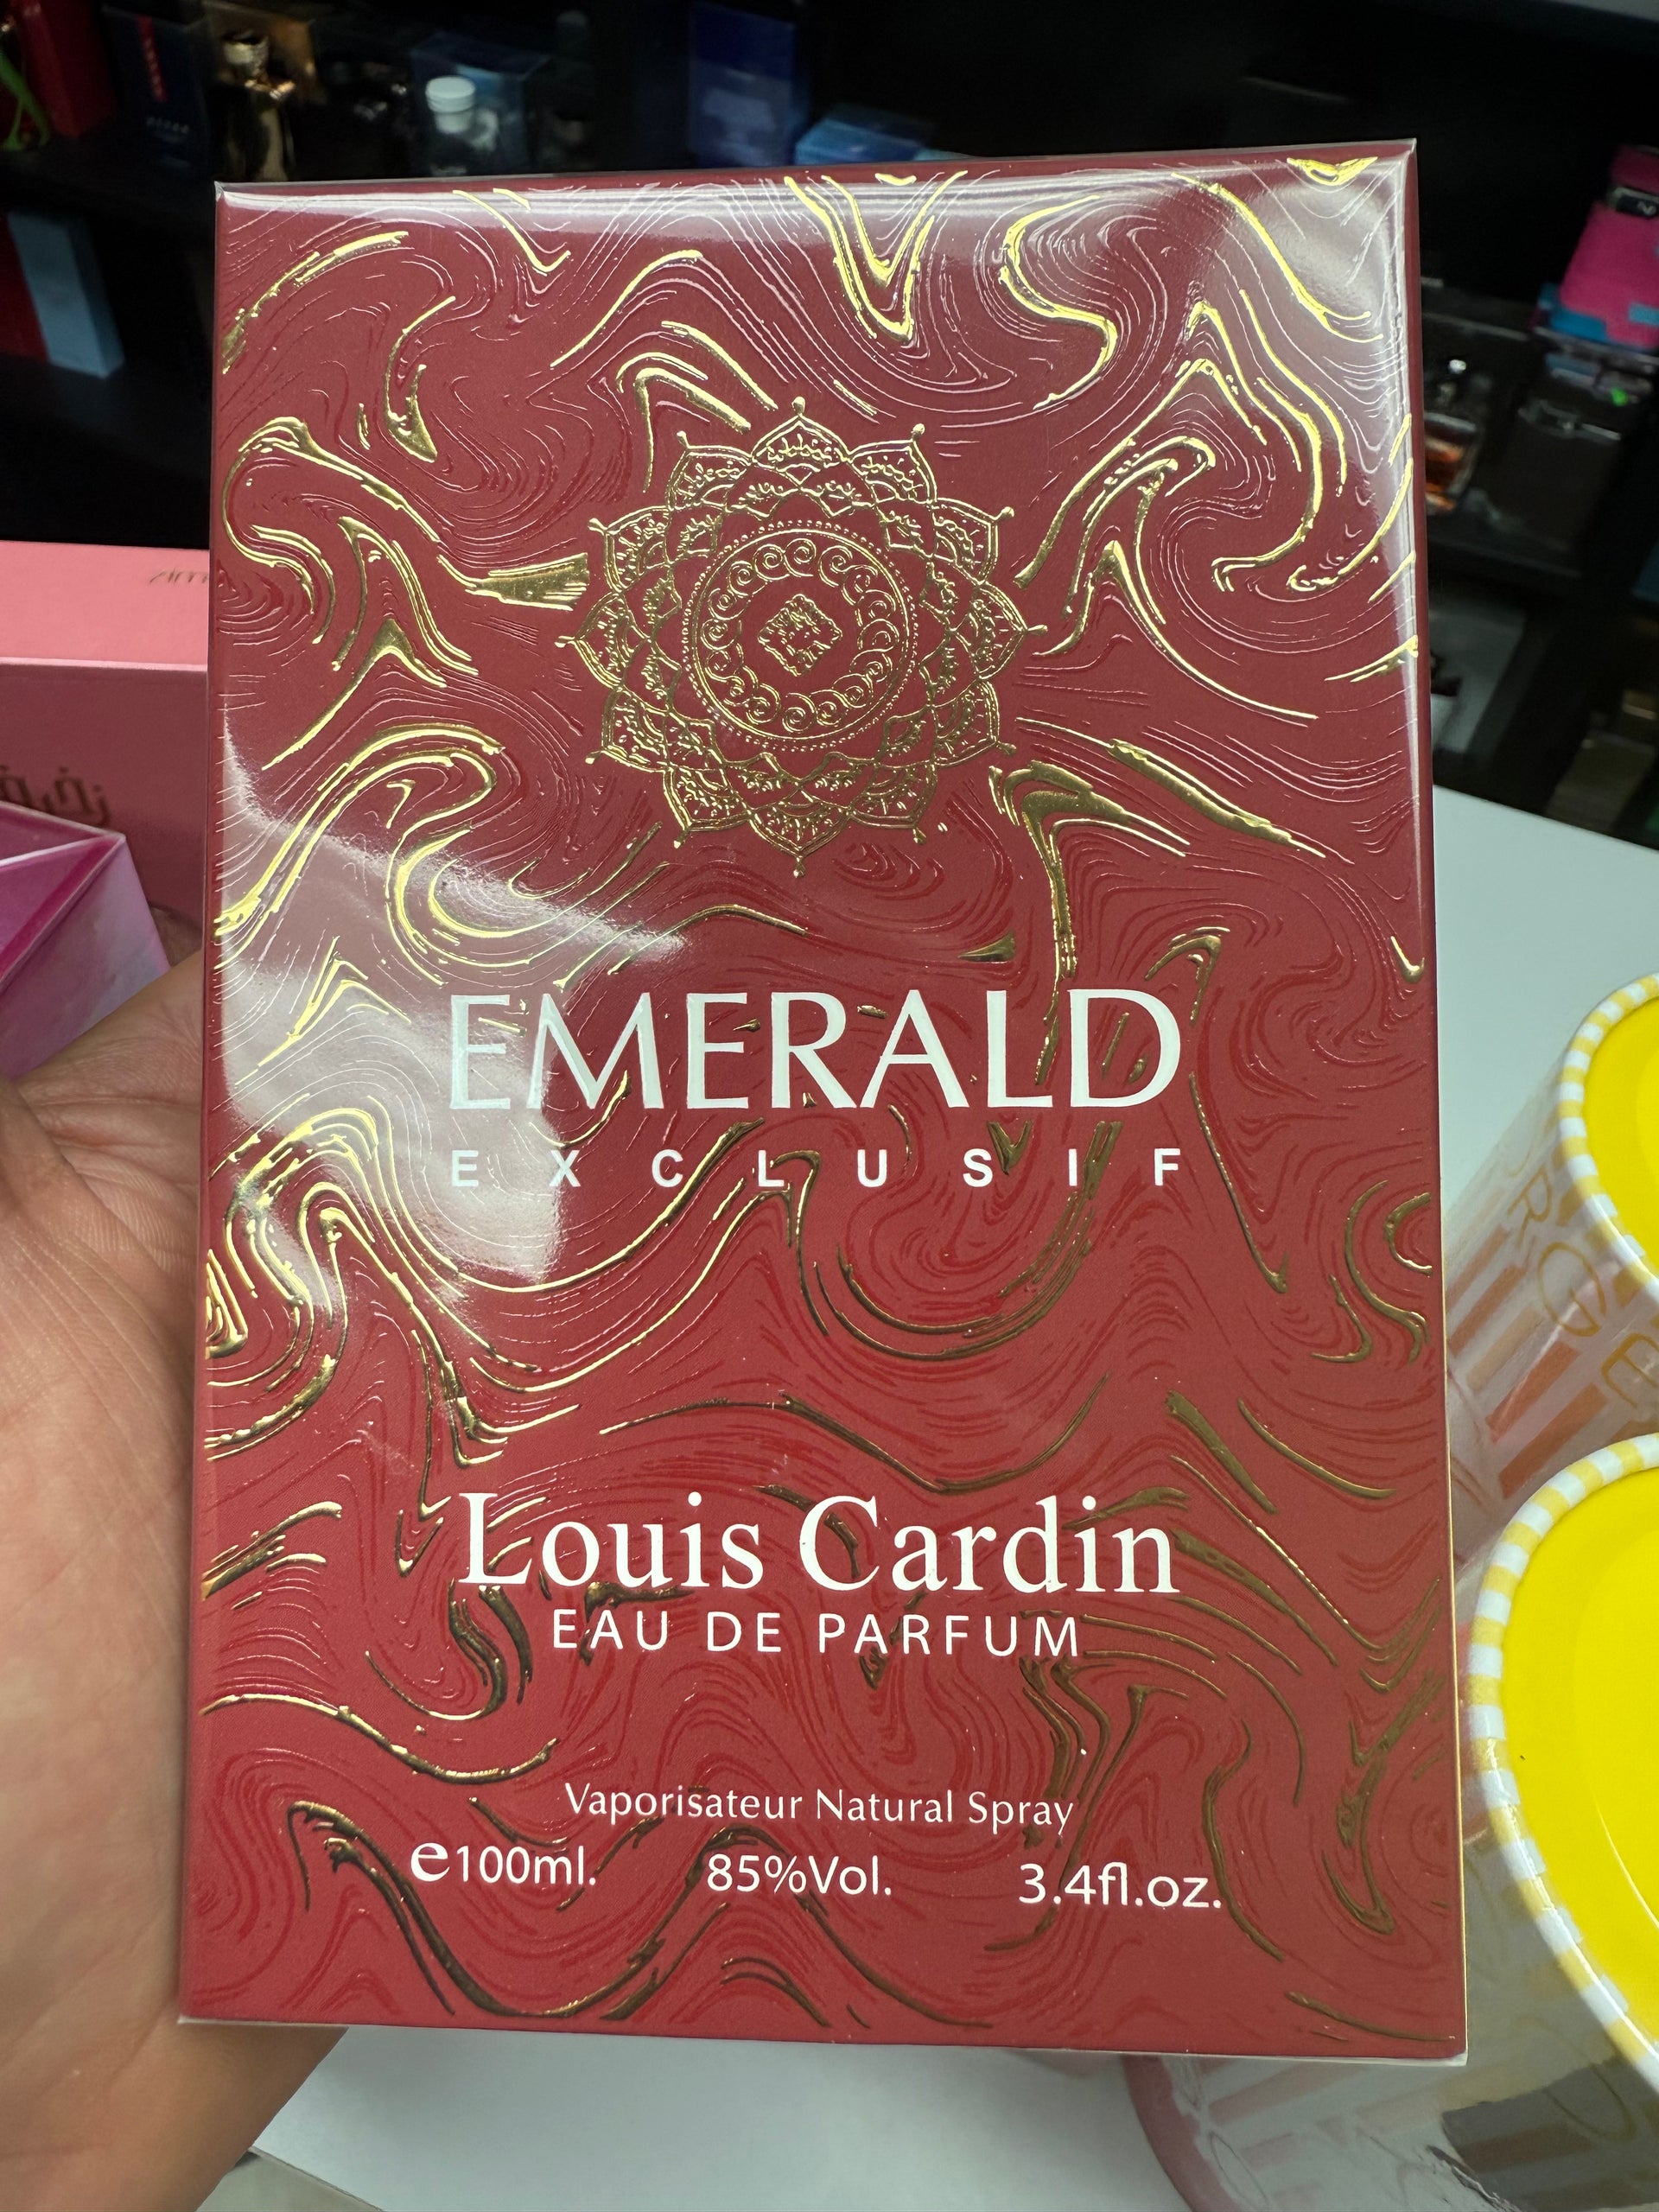 EMERALD
EXCLUSIF
Louis Cardin
EAU DE PARFUM
Vaporisateur Natural Spray
e100ml. 85%Vol. 3.4fl.oz.